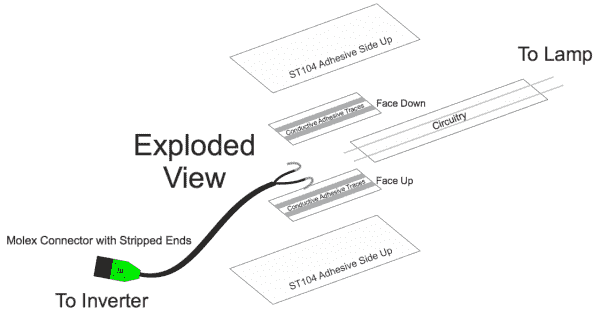 ST104 Adhesive Side Up
To Lamp
Face Down
Conductive Adhesive Traces
Circuitry
Exploded
View
Face Up
Conductive Adhesive Traces
Molex Connector with Stripped Ends
ST104 Adhesive Side Up
To Inverter